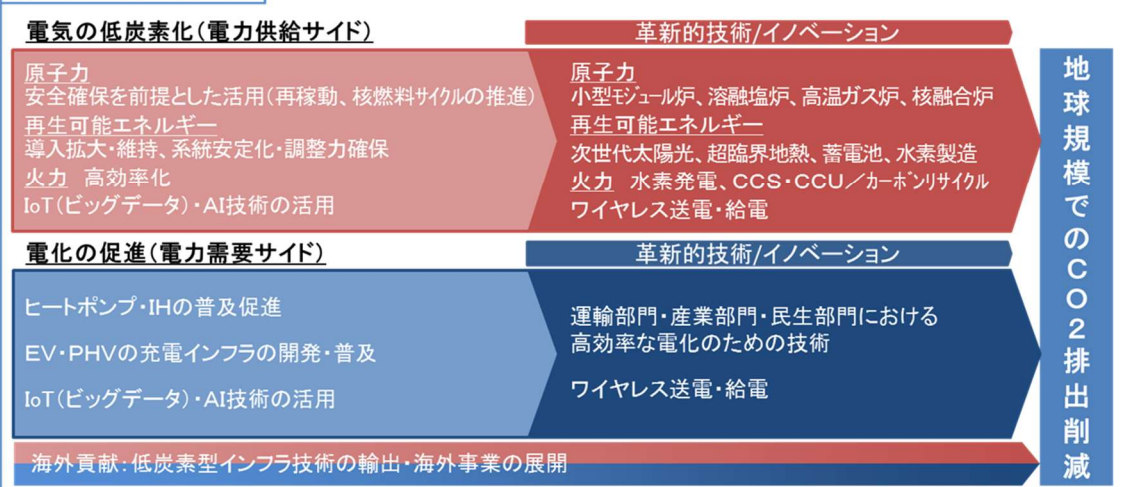 電気の低炭素化(電力供給サイド)
革新的技術/イノベーション
原子力
安全確保を前提とした活用(再稼動、核燃料サイクルの推進)
再生可能エネルギー
導入拡大・維持、系統安定化・調整力確保
火力 高効率化
IoT(ビッグデータ)・AI技術の活用
原子力
小型モジュール炉、溶融塩炉、高温ガス炉、核融合炉
再生可能エネルギー
次世代太陽光、超臨界地熱、蓄電池、水素製造
火力 水素発電、CCS・CCU/カーボンリサイクル
ワイヤレス送電・給電
電化の促進(電力需要サイド)
革新的技術/イノベーション
ヒートポンプ・IHの普及促進
EV・PHVの充電インフラの開発・普及
IoT(ビッグデータ)・AI技術の活用
運輸部門・産業部門・民生部門における
高効率な電化のための技術
ワイヤレス送電・給電
海外貢献:低炭素型インフラ技術の輸出・海外事業の展開
地球規模でのCO2排出削減